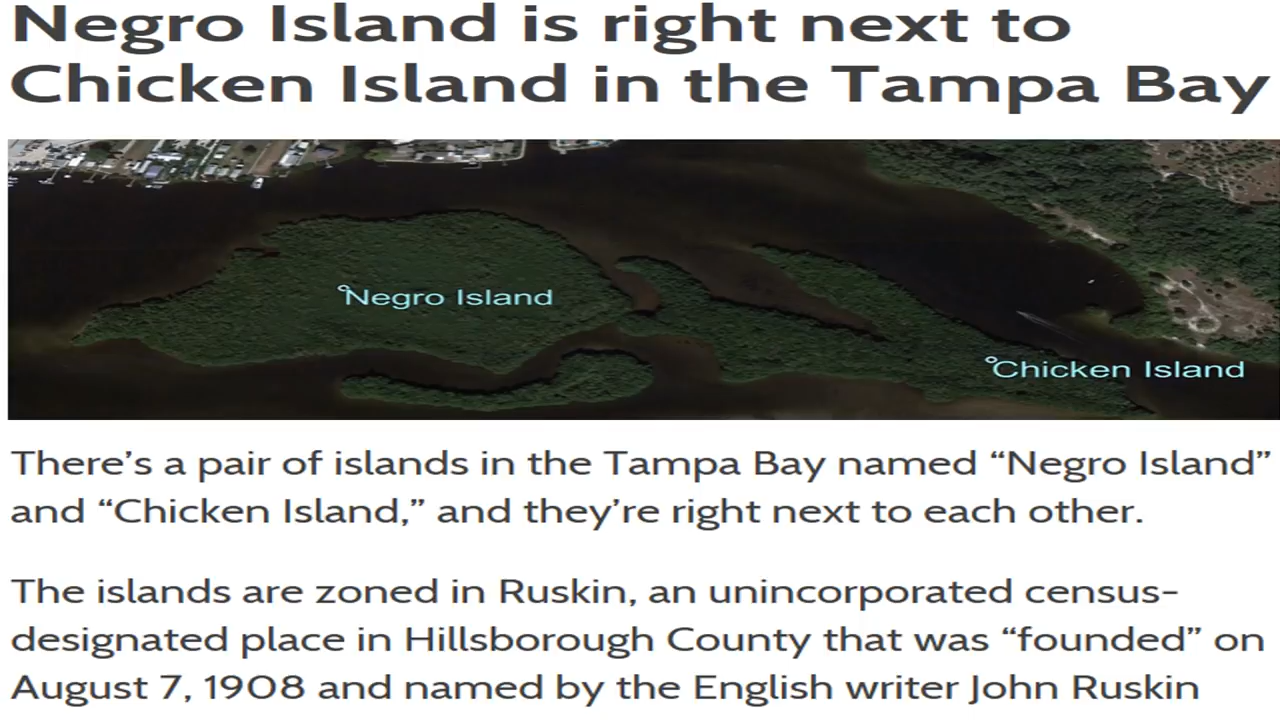 Negro Island is right next to
Chicken Island in the Tampa Bay
Negro Island
Chicken Island
There’s a pair of islands in the Tampa Bay named “Negro Island”
and “Chicken Island,” and they’re right next to each other.
The islands are zoned in Ruskin, an unincorporated census-
designated place in Hillsborough County that was “founded” on
August 7, 1908 and named by the English writer John Ruskin